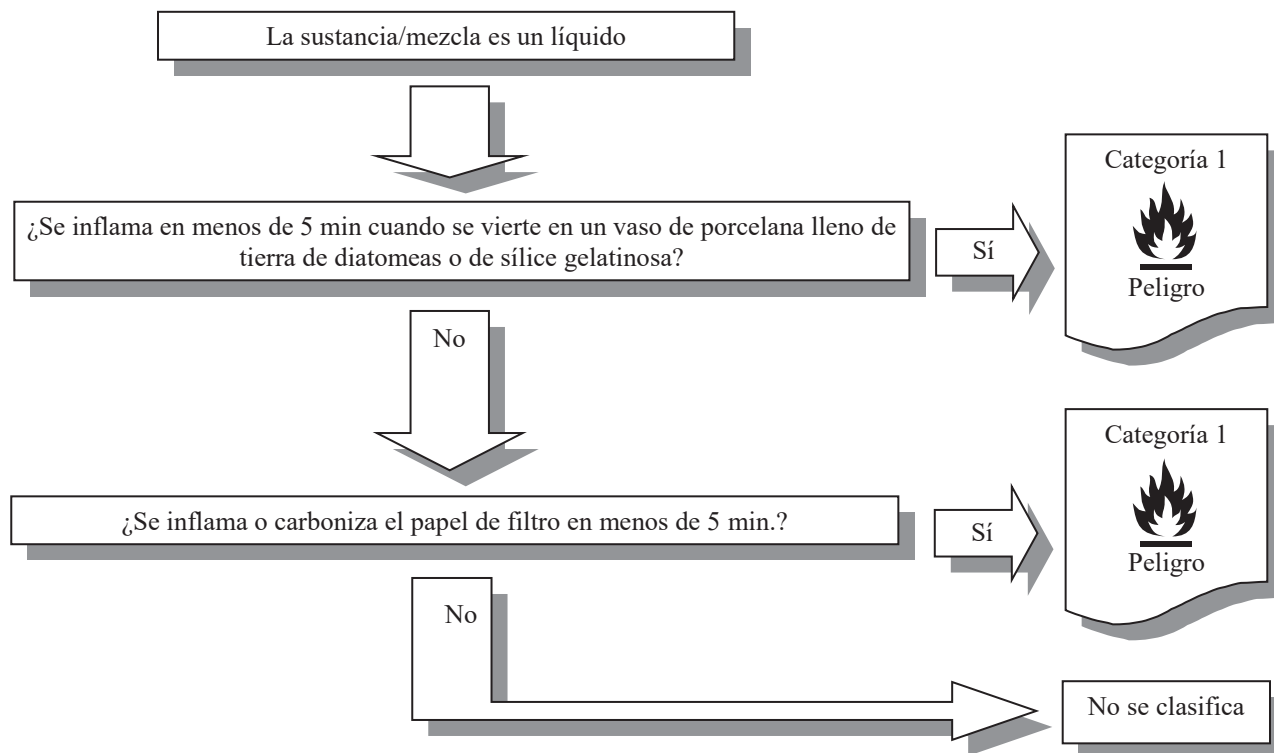 La sustancia/mezcla es un líquido
¿Se inflama en menos de 5 min cuando se vierte en un vaso de porcelana lleno de
tierra de diatomeas o de sílice gelatinosa?
Sí
Categoría 1
Peligro
No
¿Se inflama o carboniza el papel de filtro en menos de 5 min.?
Sí
Categoría 1
Peligro
No
No se clasifica